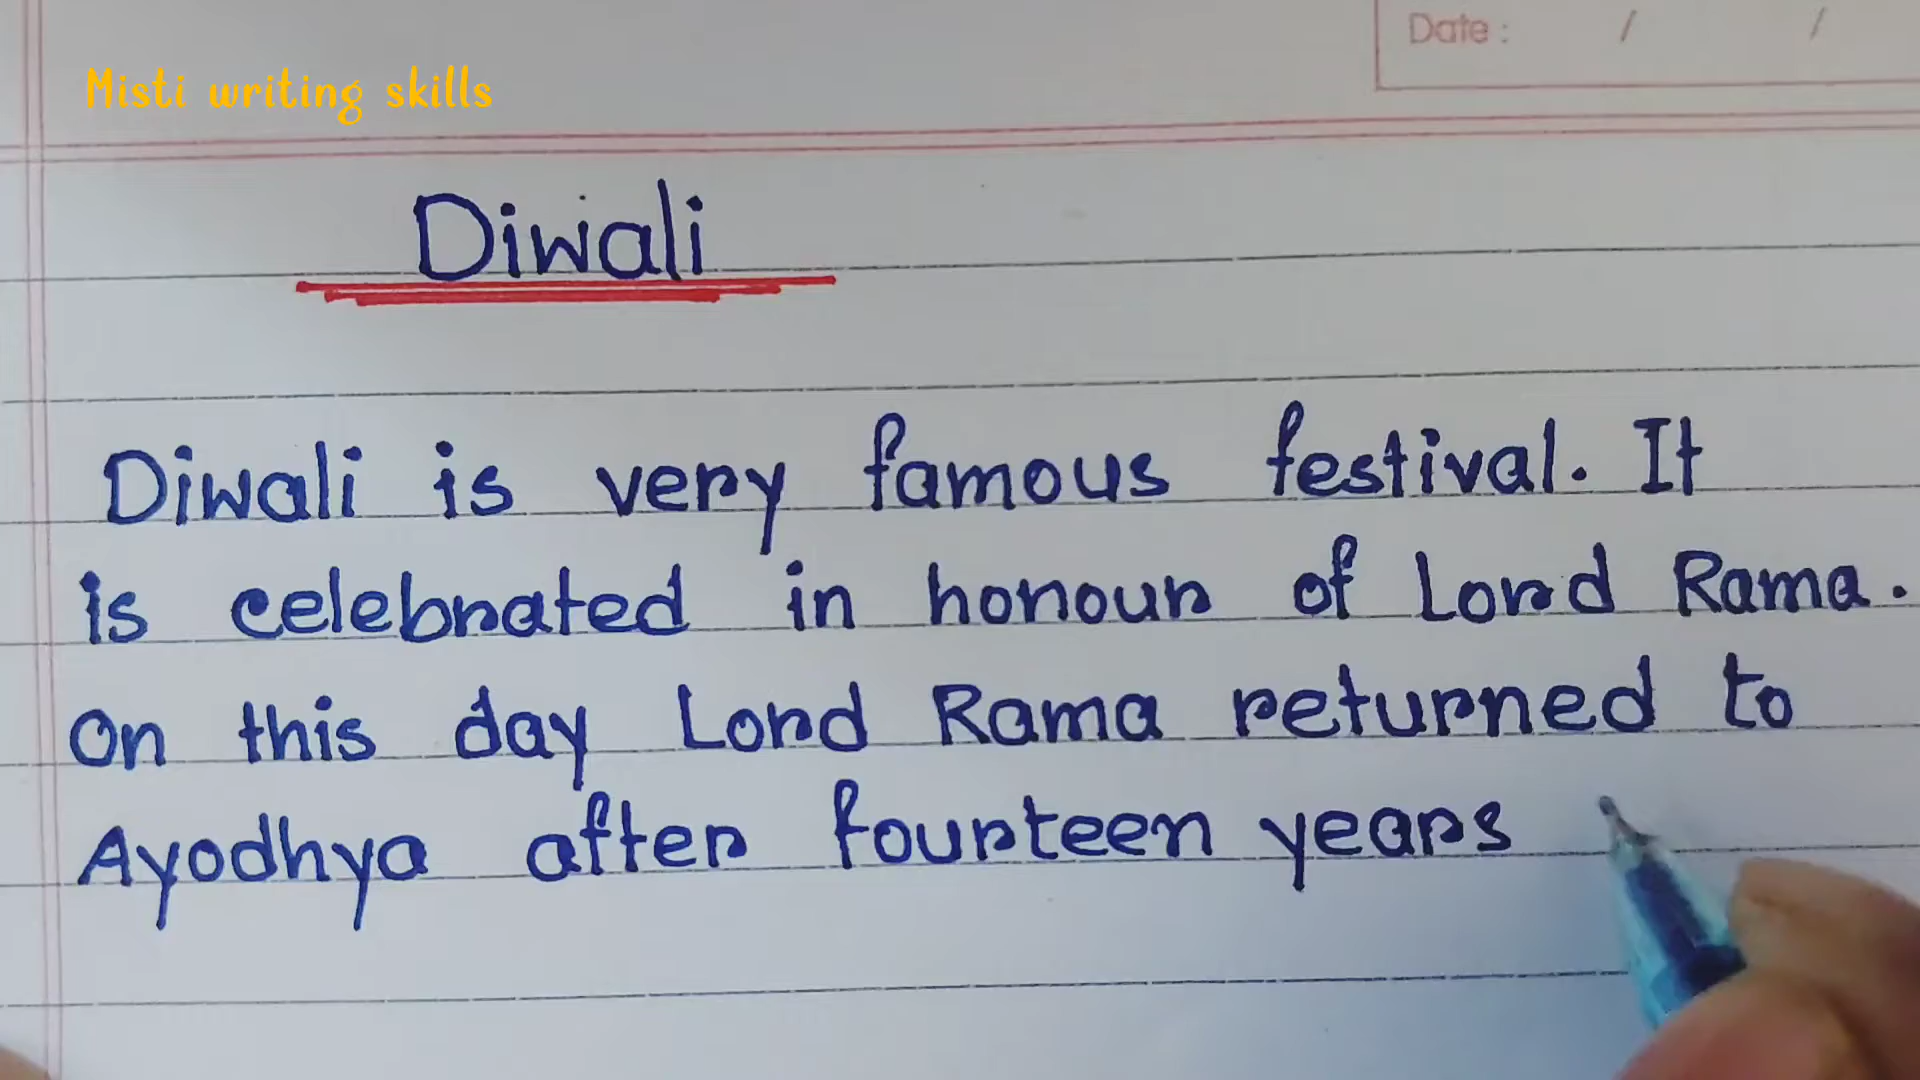 Date : / /
Misti writing skills
Diwali
Diwali is very famous festival. It
is celebrated in honour of Lord Rama.
On this day Lord Rama returned to
Ayodhya after fourteen years